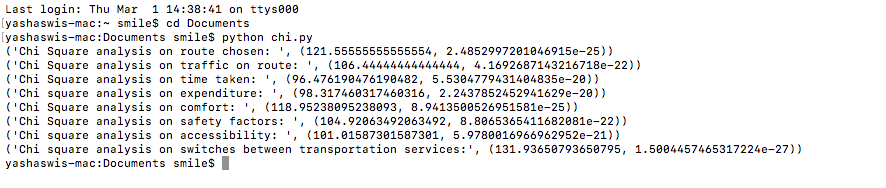 Last login: Thu Mar  1 14:38:41 on ttys000
[yashaswis-mac:~ smile$ cd Documents
[yashaswis-mac:Documents smile$ python chi.py
('Chi Square analysis on route chosen: ', (121.55555555555554, 2.4852997201046915e-25))
('Chi square analysis on traffic on route: ', (106.44444444444444, 4.1692687143216718e-22))
('Chi square analysis on time taken: ', (96.476190476190482, 5.5304779431404835e-20))
('Chi square analysis on expenditure: ', (98.317460317460316, 2.2437852452941629e-20))
('Chi square analysis on comfort: ', (118.95238095238093, 8.9413500526951581e-25))
('Chi square analysis on safety factors: ', (104.92063492063492, 8.8065365411682081e-22))
('Chi square analysis on accessibility: ', (101.01587301587301, 5.9780016966962952e-21))
('Chi square analysis on switches between transportation services:', (131.93650793650795, 1.5004457465317224e-27))
yashaswis-mac:Documents smile$